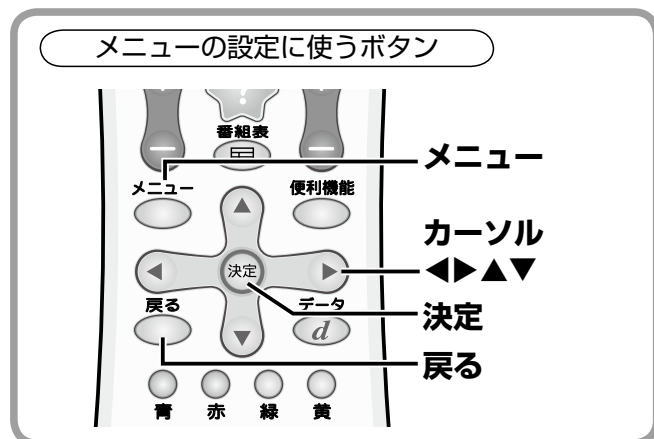 メニューの設定に使うボタン
番組表
メニュー
便利機能
メニュー
カーソル
◀▶▲▼
決定
戻る
データ
d
決定
戻る
青 赤 緑 黄